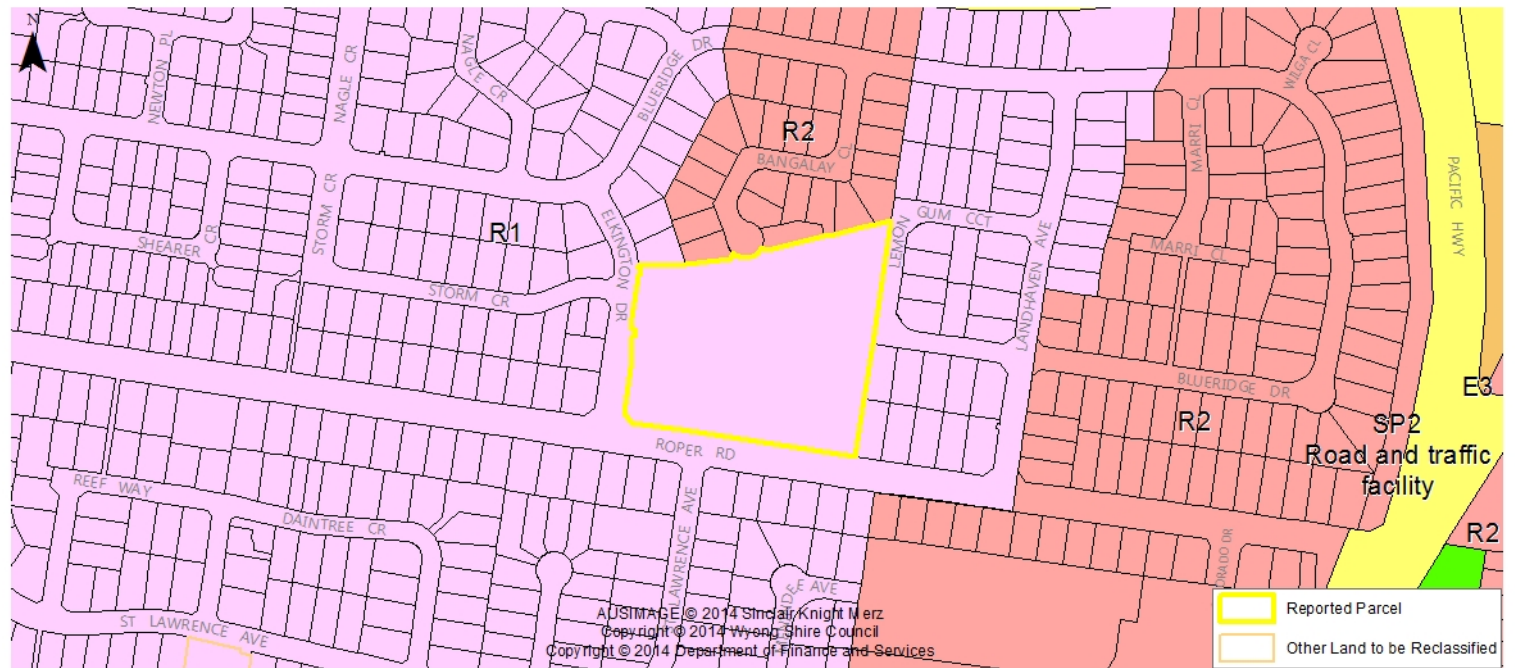 N
NEWTON PL
NAGLE CR
NAGLE CR
BLUERIDGE DR
R2
BANGALAY CL
WILGA CL
MARRI CL
PACIFIC HWY
SHEARER CR
STORM CR
R1
ELKINGTON DR
LEMON
GUM CCT
LANDHAVEN AVE
MARRI CL
STORM CR
BLUERIDGE DR
E3
R2
SP2
Road and traffic
facility
ROPER RD
REEF WAY
DAINTREE CR
LAWRENCE AVE
R2
ORADO DR
E AVE
ST LAWRENCE AVE
AUSIMAGE © 2014 Sinclair Knight Merz
Copyright © 2014 Wyong Shire Council
Copyright © 2014 Department of Finance and Services
Reported Parcel
Other Land to be Reclassified